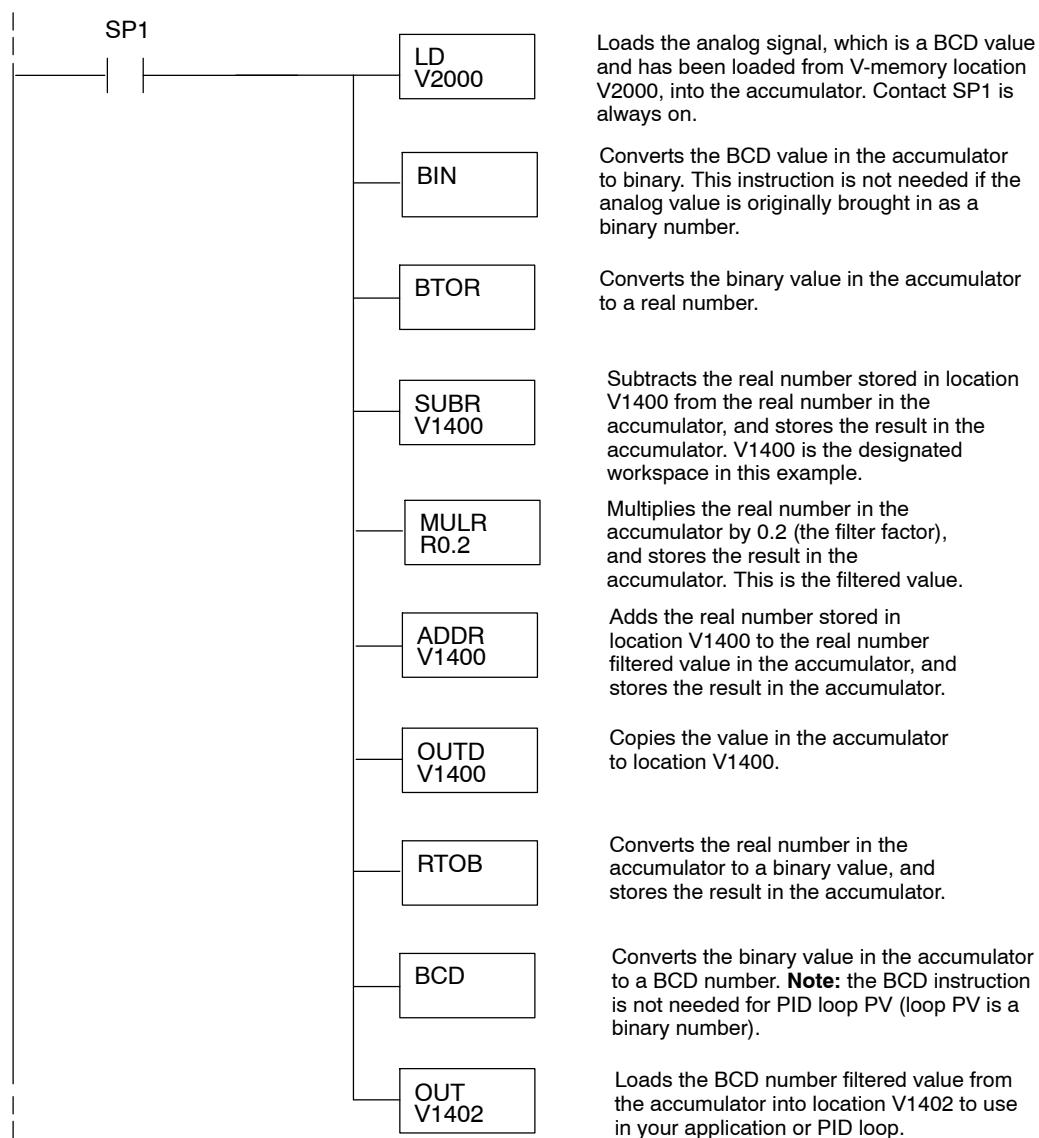 SP1
LD
V2000
Loads the analog signal, which is a BCD value
and has been loaded from V-memory location
V2000, into the accumulator. Contact SP1 is
always on.
BIN
Converts the BCD value in the accumulator
to binary. This instruction is not needed if the
analog value is originally brought in as a
binary number.
BTOR
Converts the binary value in the accumulator
to a real number.
SUBR
V1400
Subtracts the real number stored in location
V1400 from the real number in the
accumulator, and stores the result in the
accumulator. V1400 is the designated
workspace in this example.
MULR
R0.2
Multiplies the real number in the
accumulator by 0.2 (the filter factor),
and stores the result in the
accumulator. This is the filtered value.
ADDR
V1400
Adds the real number stored in
location V1400 to the real number
filtered value in the accumulator, and
stores the result in the accumulator.
OUTD
V1400
Copies the value in the accumulator
to location V1400.
RTOB
Converts the real number in the
accumulator to a binary value, and
stores the result in the accumulator.
BCD
Converts the binary value in the accumulator
to a BCD number. Note: the BCD instruction
is not needed for PID loop PV (loop PV is a
binary number).
OUT
V1402
Loads the BCD number filtered value from
the accumulator into location V1402 to use
in your application or PID loop.